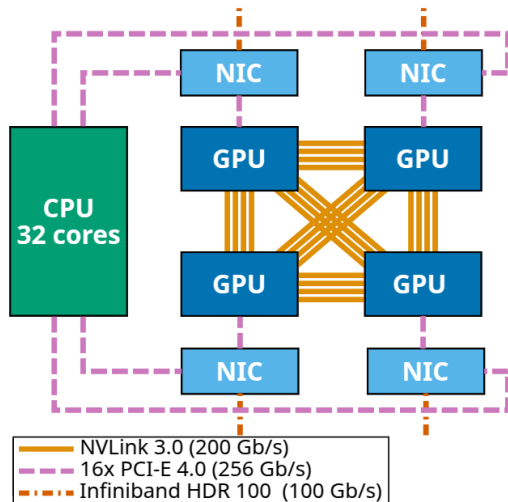 NIC
NIC
GPU
GPU
CPU
32 cores
GPU
GPU
NIC
NIC
NVLink 3.0 (200 Gb/s)
16x PCI-E 4.0 (256 Gb/s)
Infiniband HDR 100 (100 Gb/s)